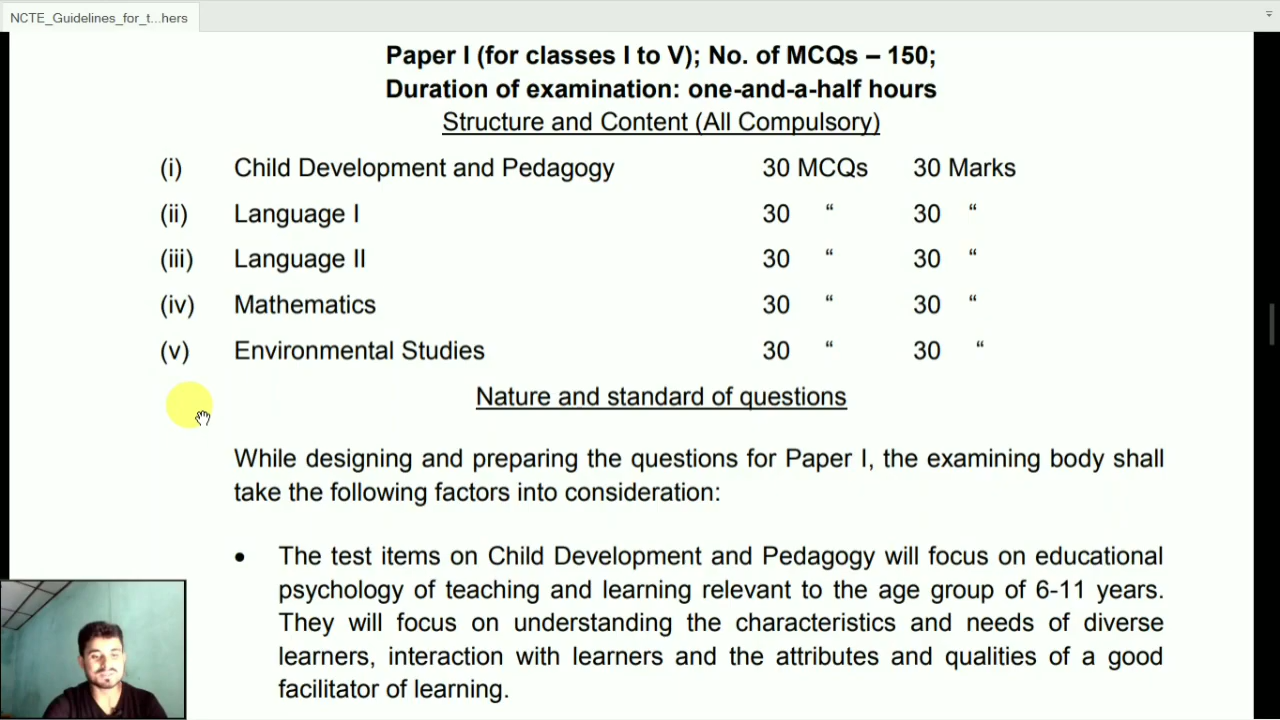 NCTE_Guidelines_for_t...hers
Paper I (for classes I to V); No. of MCQs – 150;
Duration of examination: one-and-a-half hours
Structure and Content (All Compulsory)
(i) Child Development and Pedagogy 30 MCQs 30 Marks
(ii) Language I 30 “ 30 “
(iii) Language II 30 “ 30 “
(iv) Mathematics 30 “ 30 “
(v) Environmental Studies 30 “ 30 “
Nature and standard of questions
While designing and preparing the questions for Paper I, the examining body shall
take the following factors into consideration:
• The test items on Child Development and Pedagogy will focus on educational
psychology of teaching and learning relevant to the age group of 6-11 years.
They will focus on understanding the characteristics and needs of diverse
learners, interaction with learners and the attributes and qualities of a good
facilitator of learning.